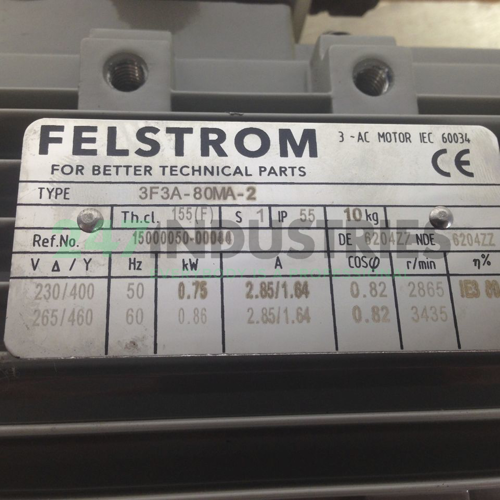 FELSTROM
3 -AC MOTOR IEC 60034
FOR BETTER TECHNICAL PARTS
CE
TYPE 3F3A-80MA-2
Th.cl. 155(F) S 1 IP 55 10 kg
247INDUSTRIES
Ref.No. 15000050-00044 DE 6204ZZ NDE 6204ZZ
V Δ / Y Hz kW A COSφ r/min η%
230/400 50 0.75 2.85/1.64 0.82 2865 IE3
265/460 60 0.86 2.85/1.64 0.82 3435